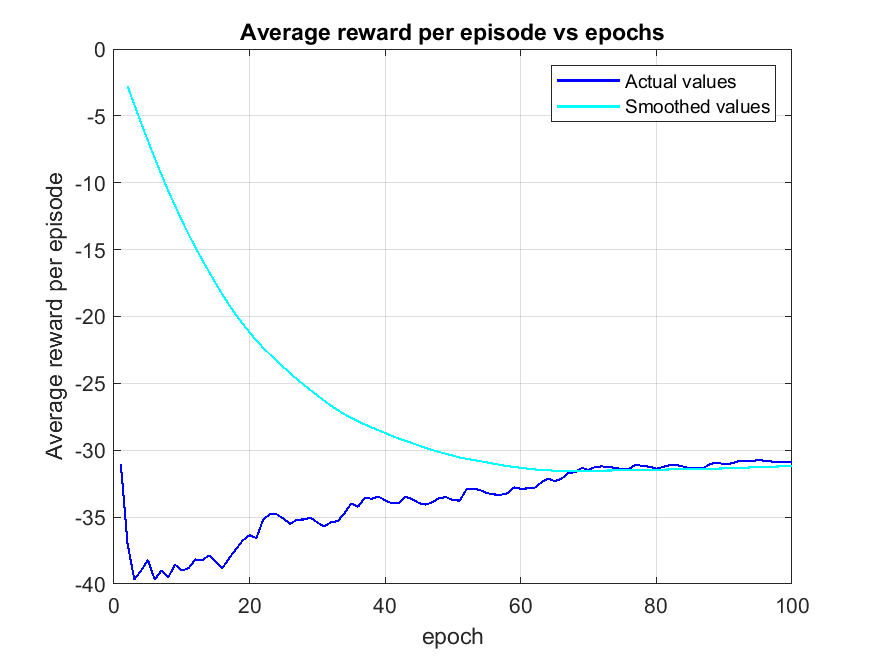 Average reward per episode vs epochs
Actual values
Smoothed values
Average reward per episode
0
-5
-10
-15
-20
-25
-30
-35
-40
0 20 40 60 80 100
epoch